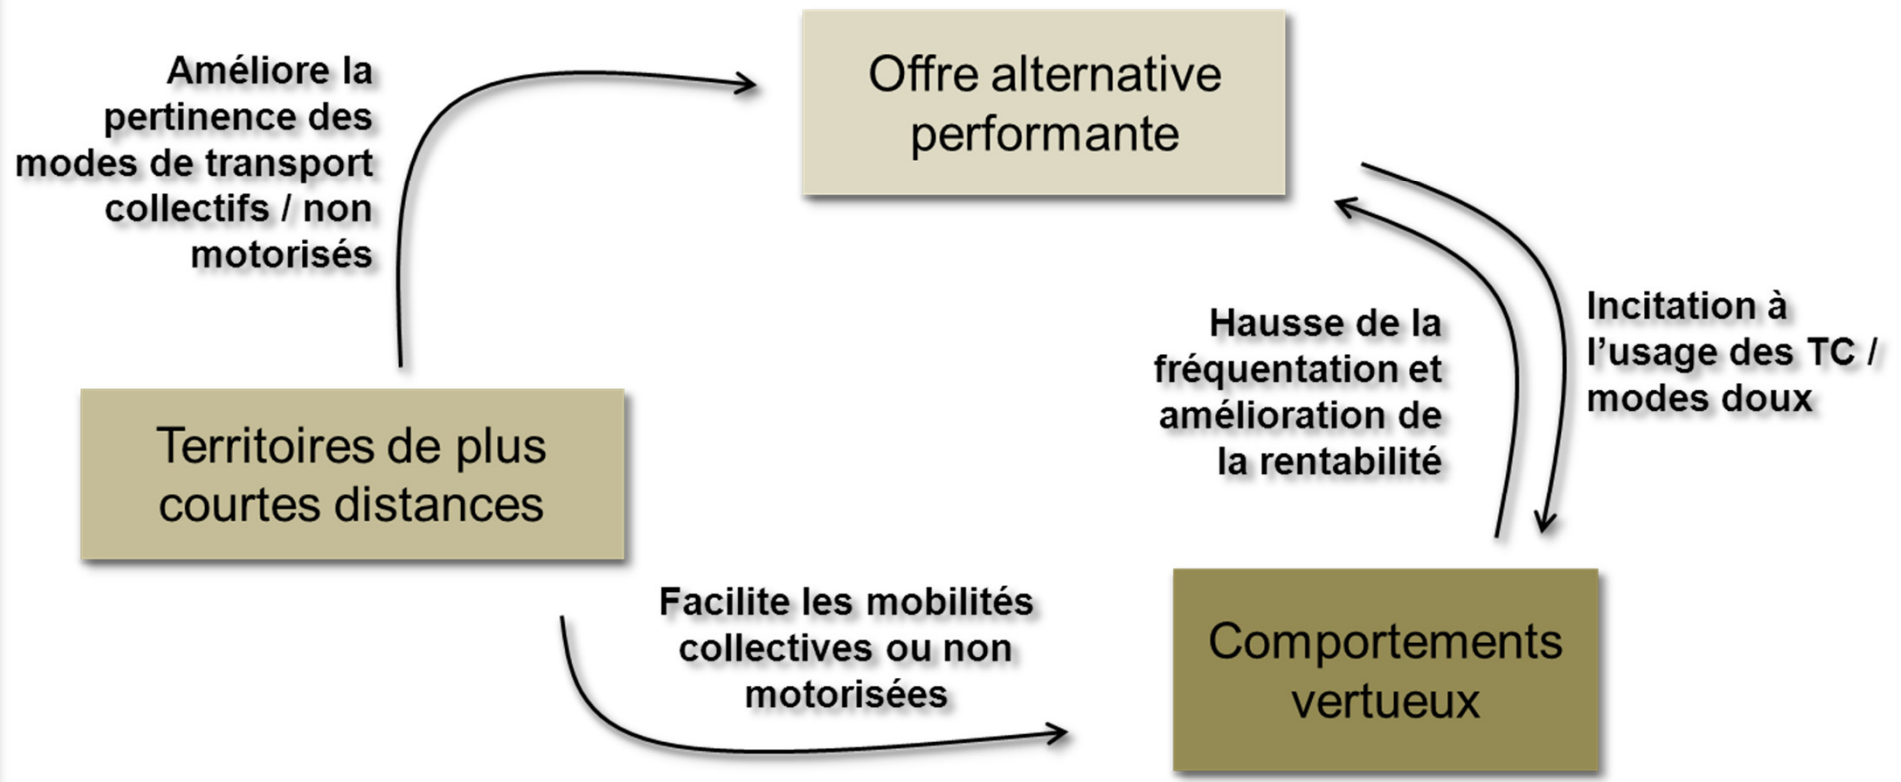 Améliore la
pertinence des
modes de transport
collectifs / non
motorisés
Offre alternative
performante
Hausse de la
fréquentation et
amélioration de
la rentabilité
Incitation à
l’usage des TC /
modes doux
Territoires de plus
courtes distances
Facilite les mobilités
collectives ou non
motorisées
Comportements
vertueux